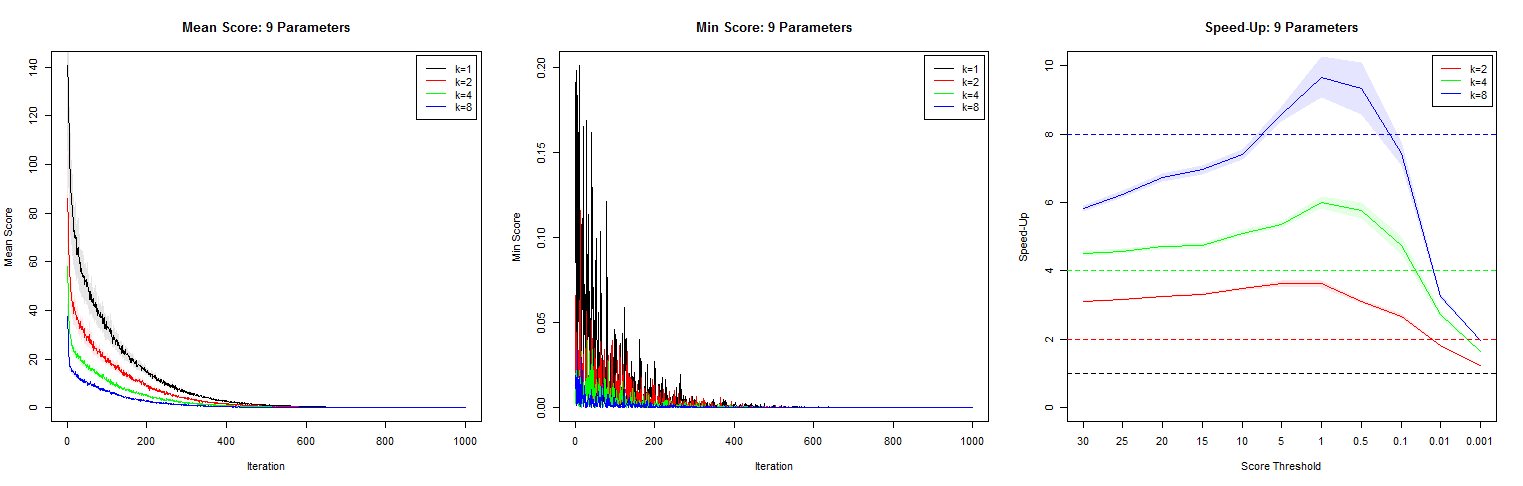 Mean Score: 9 Parameters
Mean Score
140
120
100
80
60
40
20
0
k=1
k=2
k=4
k=8
0 200 400 600 800 1000
Iteration
Min Score: 9 Parameters
Min Score
0.20
0.15
0.10
0.05
0.00
k=1
k=2
k=4
k=8
0 200 400 600 800 1000
Iteration
Speed-Up: 9 Parameters
Speed-Up
10
8
6
4
2
0
k=2
k=4
k=8
30 25 20 15 10 5 1 0.5 0.1 0.01 0.001
Score Threshold